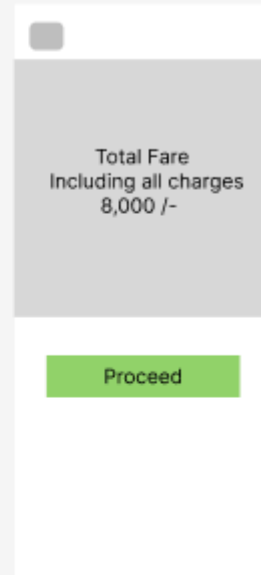 Total Fare
Including all charges
8,000 /-
Proceed